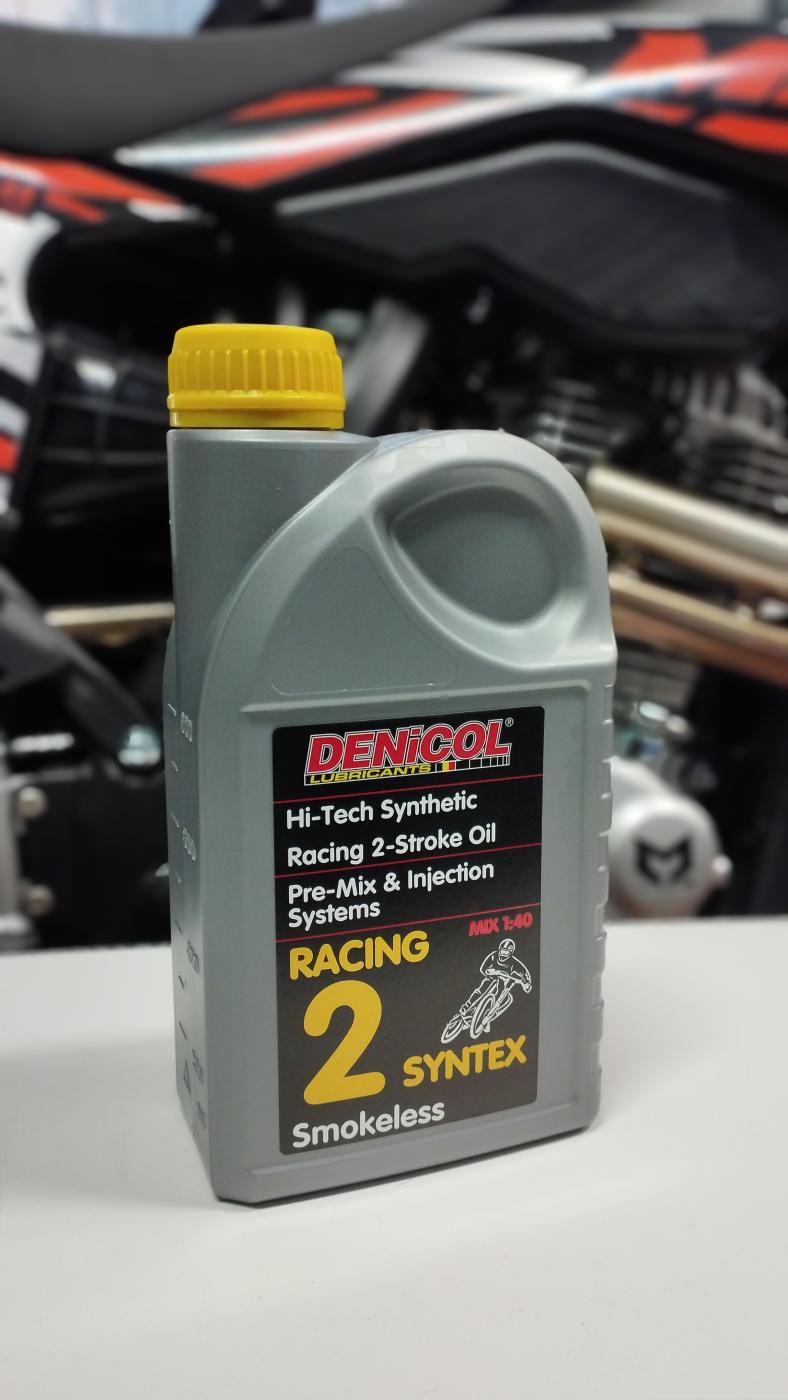 DENiCOL®
LUBRICANTS
Hi-Tech Synthetic
Racing 2-Stroke Oil
Pre-Mix & Injection
Systems
MIX 1:40
RACING
2
SYNTEX
Smokeless